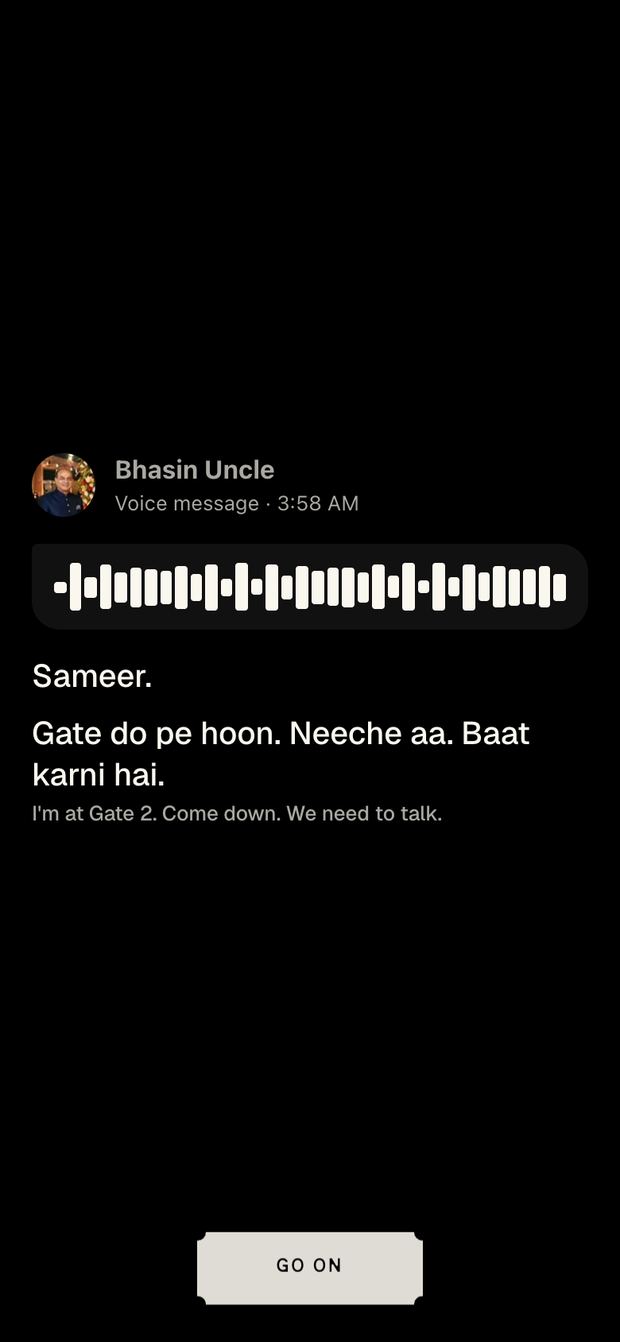 Bhasin Uncle
Voice message · 3:58 AM
Sameer.
Gate do pe hoon. Neeche aa. Baat
karni hai.
I'm at Gate 2. Come down. We need to talk.
GO ON